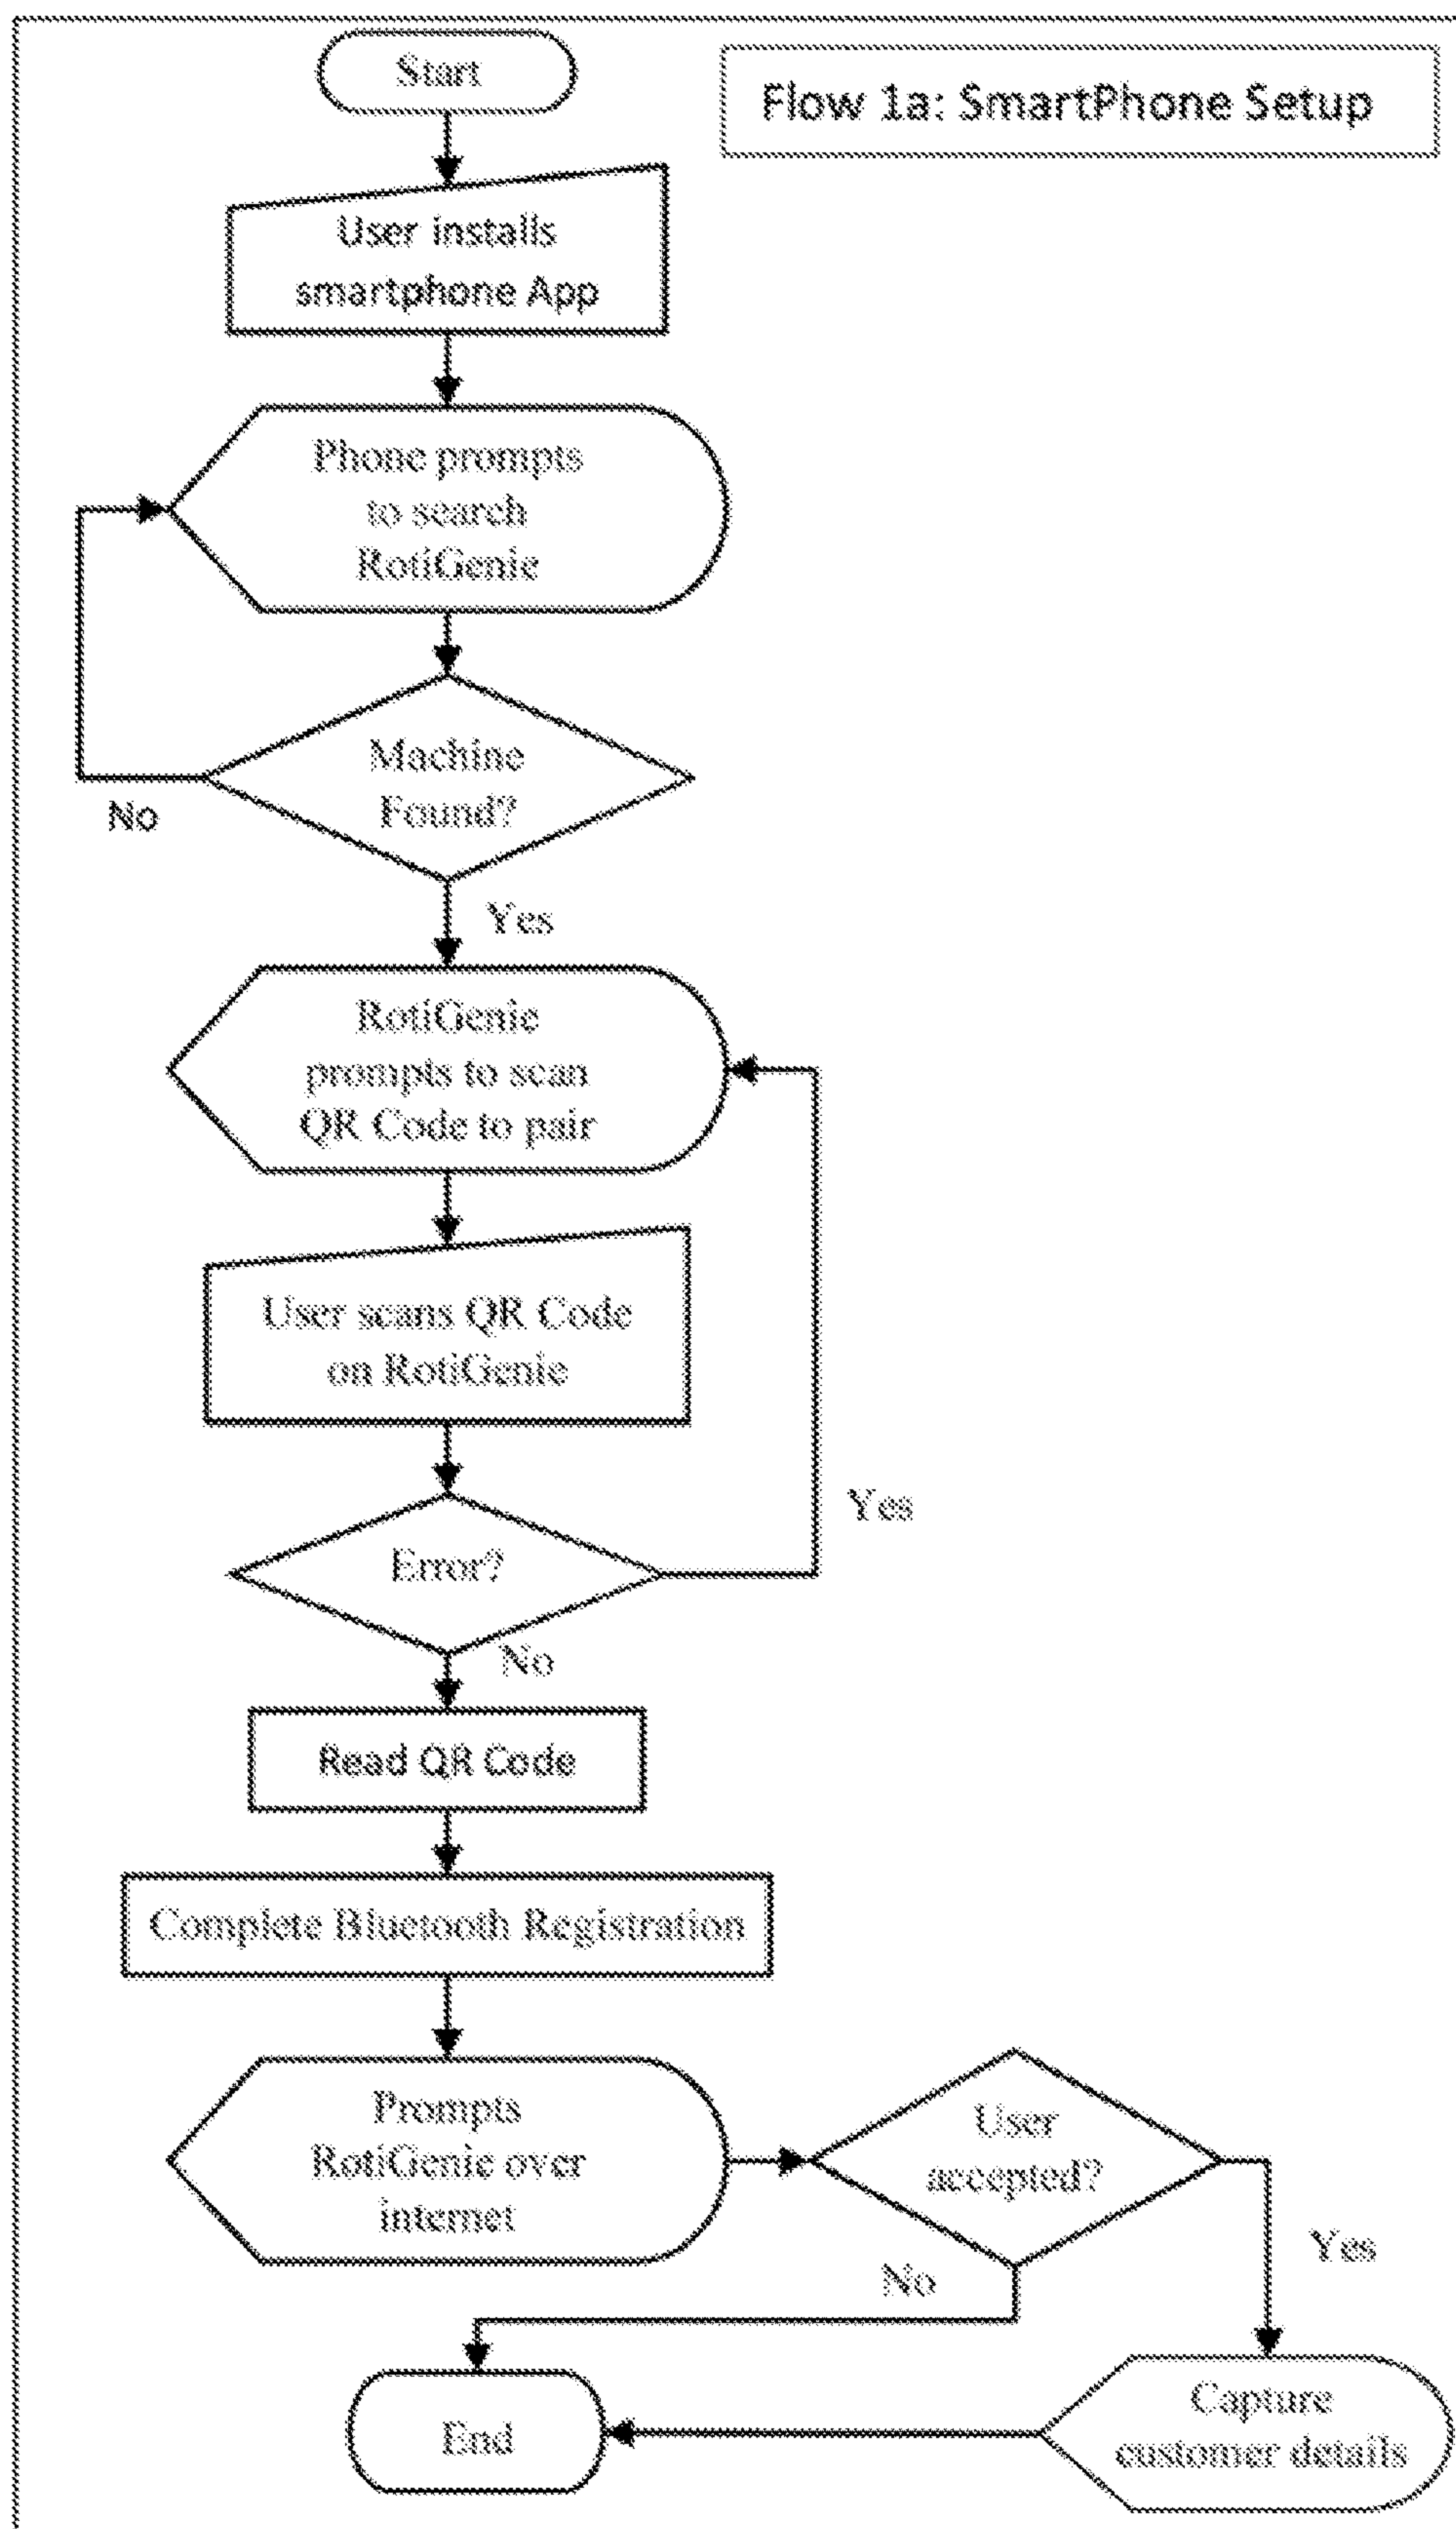 Start
Flow 1a: SmartPhone Setup
User installs
smartphone App
Phone prompts
to search
RotiGenie
Machine
Found?
No
Yes
RotiGenie
prompts to scan
QR Code to pair
User scans QR Code
on RotiGenie
Yes
Error?
No
Read QR Code
Complete Bluetooth Registration
Prompts
RotiGenie over
internet
User
accepted?
Yes
No
Capture
customer details
End